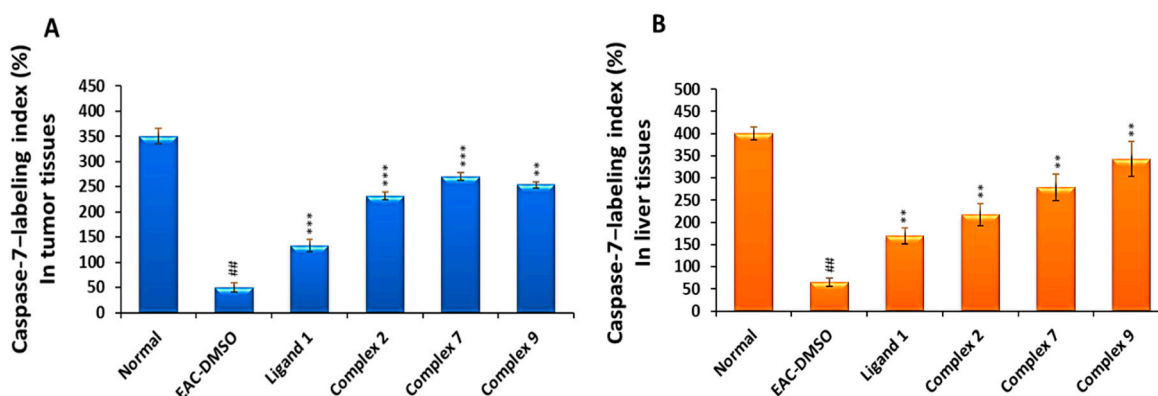 A
Caspase-7–labeling index (%)
In tumor tissues
450
400
350
300
250
200
150
100
50
0
##
***
***
***
**
Normal
EAC-DMSO
Ligand 1
Complex 2
Complex 7
Complex 9
B
Caspase-7–labeling index (%)
In liver tissues
500
450
400
350
300
250
200
150
100
50
0
##
**
**
**
**
Normal
EAC-DMSO
Ligand 1
Complex 2
Complex 7
Complex 9